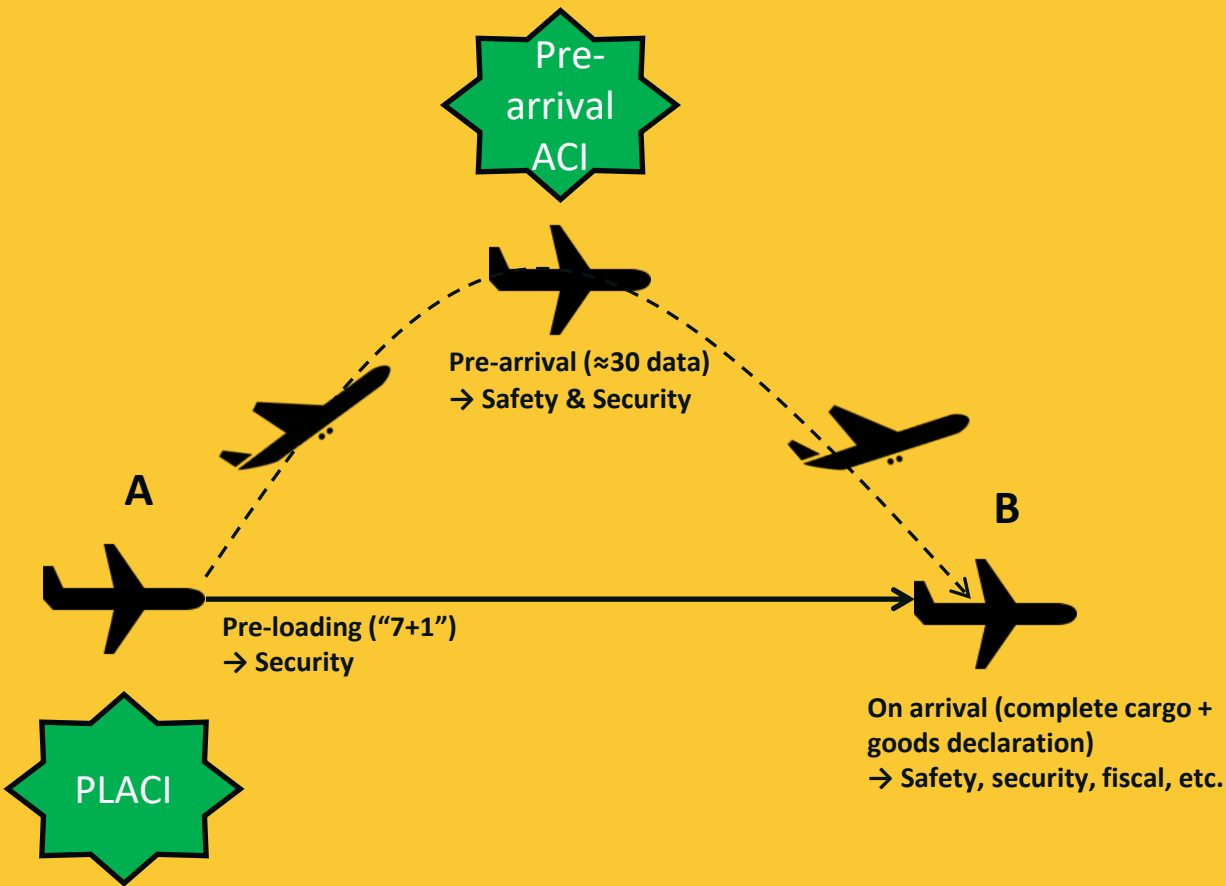 Pre-
arrival
ACI
Pre-arrival (≈30 data)
→ Safety & Security
A
B
Pre-loading (“7+1”)
→ Security
On arrival (complete cargo +
goods declaration)
→ Safety, security, fiscal, etc.
PLACI